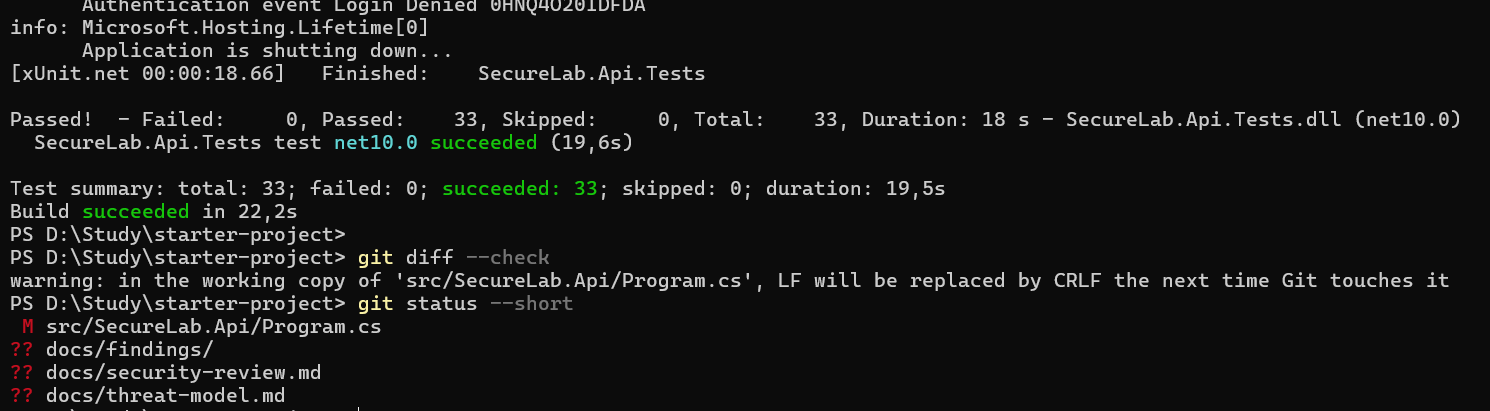 Authentication event Login Denied 0HNQ4O20IDFDA
info: Microsoft.Hosting.Lifetime[0]
Application is shutting down...
[xUnit.net 00:00:18.66]   Finished:    SecureLab.Api.Tests
Passed!  - Failed:     0, Passed:    33, Skipped:     0, Total:    33, Duration: 18 s - SecureLab.Api.Tests.dll (net10.0)
SecureLab.Api.Tests test net10.0 succeeded (19,6s)
Test summary: total: 33; failed: 0; succeeded: 33; skipped: 0; duration: 19,5s
Build succeeded in 22,2s
PS D:\Study\starter-project>
PS D:\Study\starter-project> git diff --check
warning: in the working copy of 'src/SecureLab.Api/Program.cs', LF will be replaced by CRLF the next time Git touches it
PS D:\Study\starter-project> git status --short
M src/SecureLab.Api/Program.cs
?? docs/findings/
?? docs/security-review.md
?? docs/threat-model.md